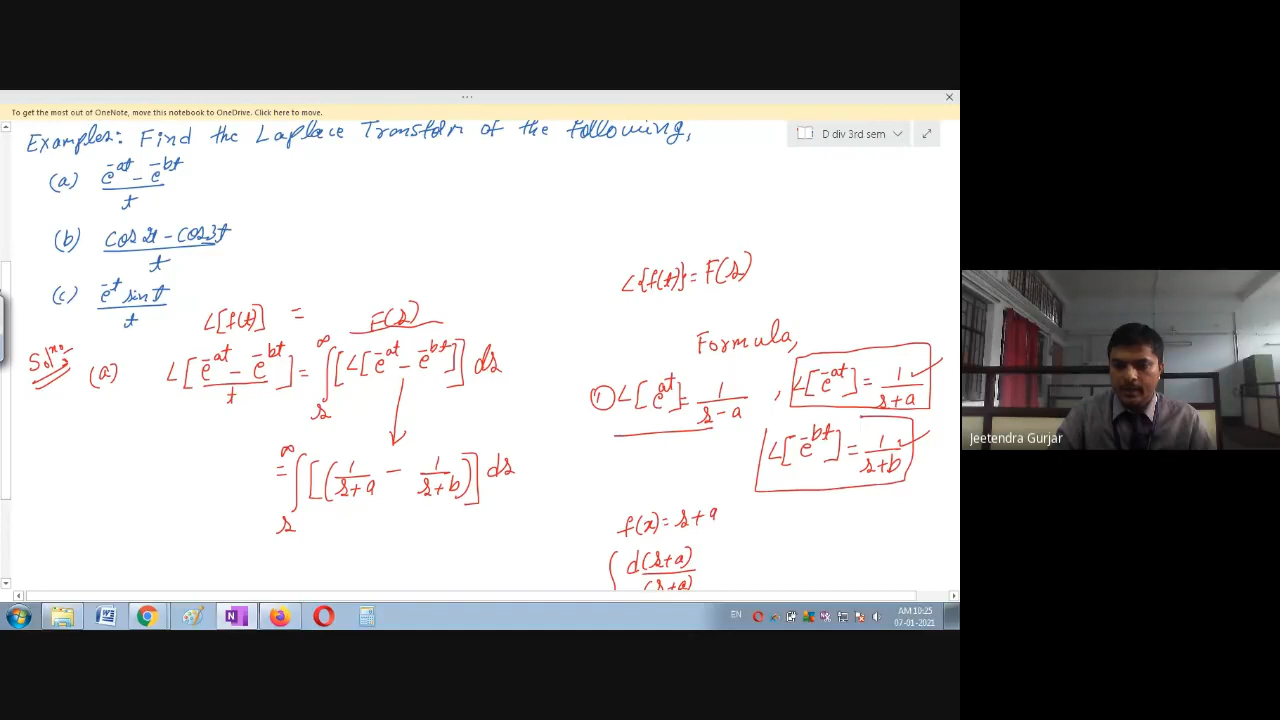 To get the most out of OneNote, move this notebook to OneDrive. Click here to move.
D div 3rd sem
Examples: Find the Laplace Transform of the following,
(a) (e^-at - e^-bt)/t
(b) (cos 2t - cos 3t)/t
(c) (e^-t sin t)/t
L{f(t)} = F(s)
L[f(t)] = F(s)
Formula,
Solno:
(a) L[(e^-at - e^-bt)/t] = ∫_s^∞ [L[e^-at - e^-bt]] ds
① L[e^at] = 1/(s-a) , L[e^-at] = 1/(s+a)
L[e^-bt] = 1/(s+b)
= ∫_s^∞ [(1/(s+a) - 1/(s+b))] ds
f(x) = s+a
∫ d(s+a)/(s+a)
Jeetendra Gurjar
EN
AM 10:25
07-01-2021